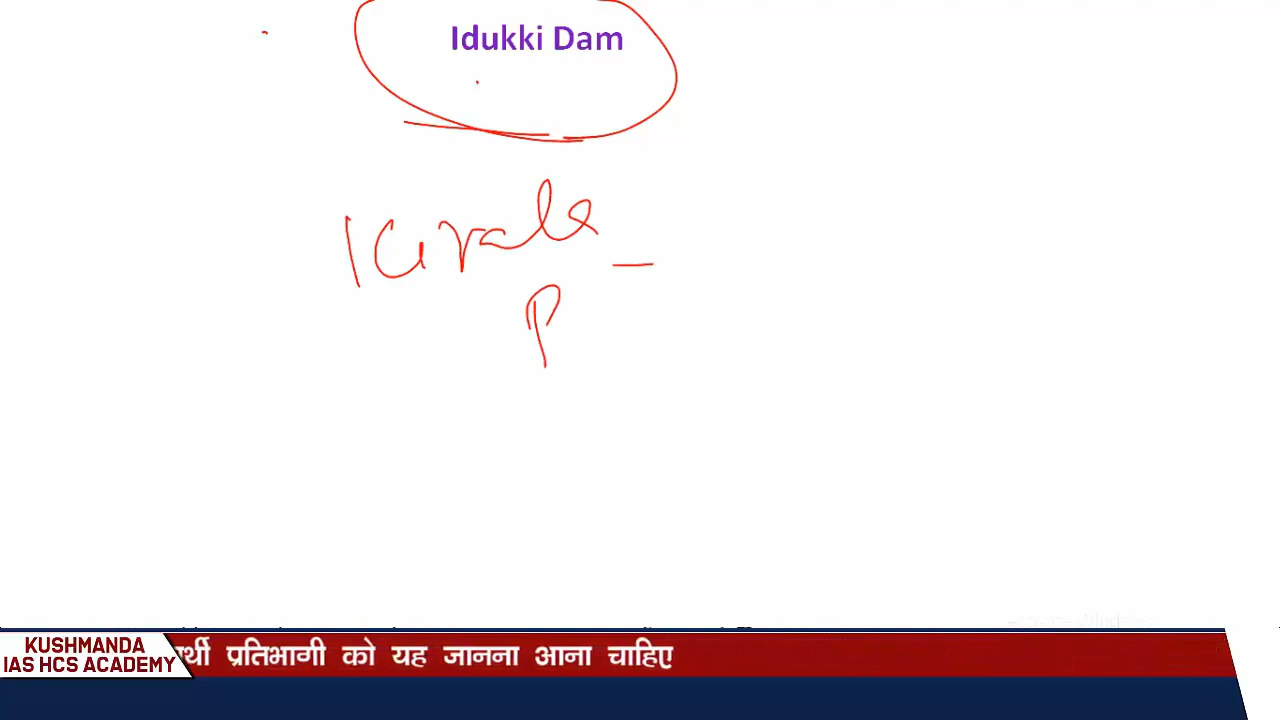 Idukki Dam
Kerala -
P
KUSHMANDA
IAS HCS ACADEMY
र्थी प्रतिभागी को यह जानना आना चाहिए